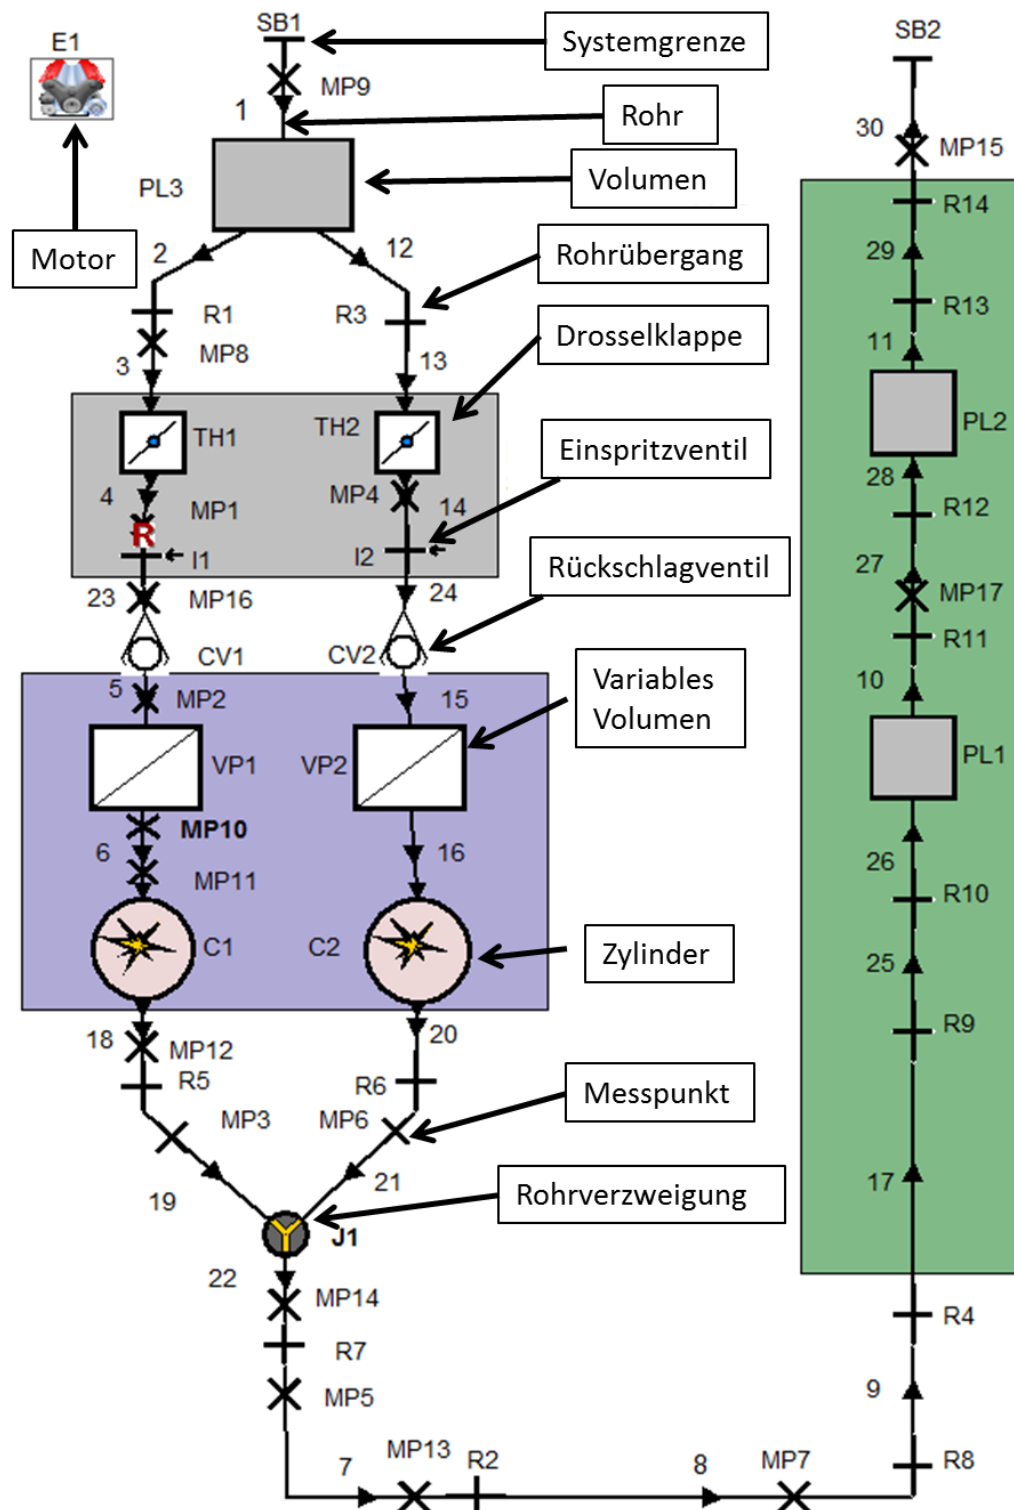 SB1
SB2
E1
Systemgrenze
MP9
1
Rohr
30
MP15
PL3
Volumen
R14
Motor
2
12
Rohrübergang
29
R1
R3
R13
MP8
Drosselklappe
3
13
11
TH1
TH2
PL2
Einspritzventil
4
MP1
MP4
14
28
R12
R
I1
I2
Rückschlagventil
27
23
MP16
24
MP17
CV1
CV2
R11
5
MP2
15
Variables
Volumen
10
VP1
VP2
PL1
MP10
6
16
26
MP11
R10
C1
C2
Zylinder
25
18
MP12
20
R9
R5
R6
Messpunkt
MP3
MP6
19
21
Rohrverzweigung
17
J1
22
MP14
R4
R7
MP5
9
7
MP13
R2
8
MP7
R8